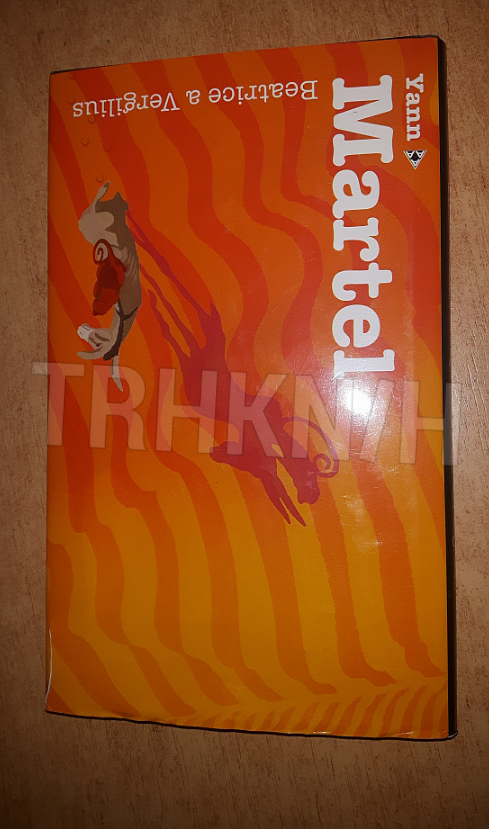 Yann
Martel
Beatrice a Vergilius
TRHKNIH